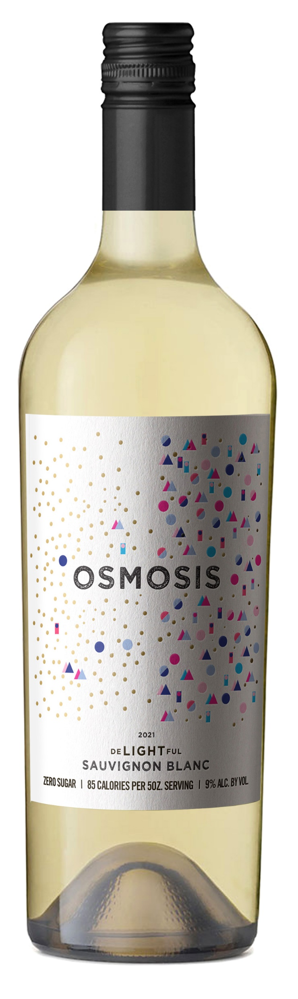 OSMOSIS
2021
DELIGHTFUL
SAUVIGNON BLANC
ZERO SUGAR | 85 CALORIES PER 5OZ. SERVING | 9% ALC. BY VOL.